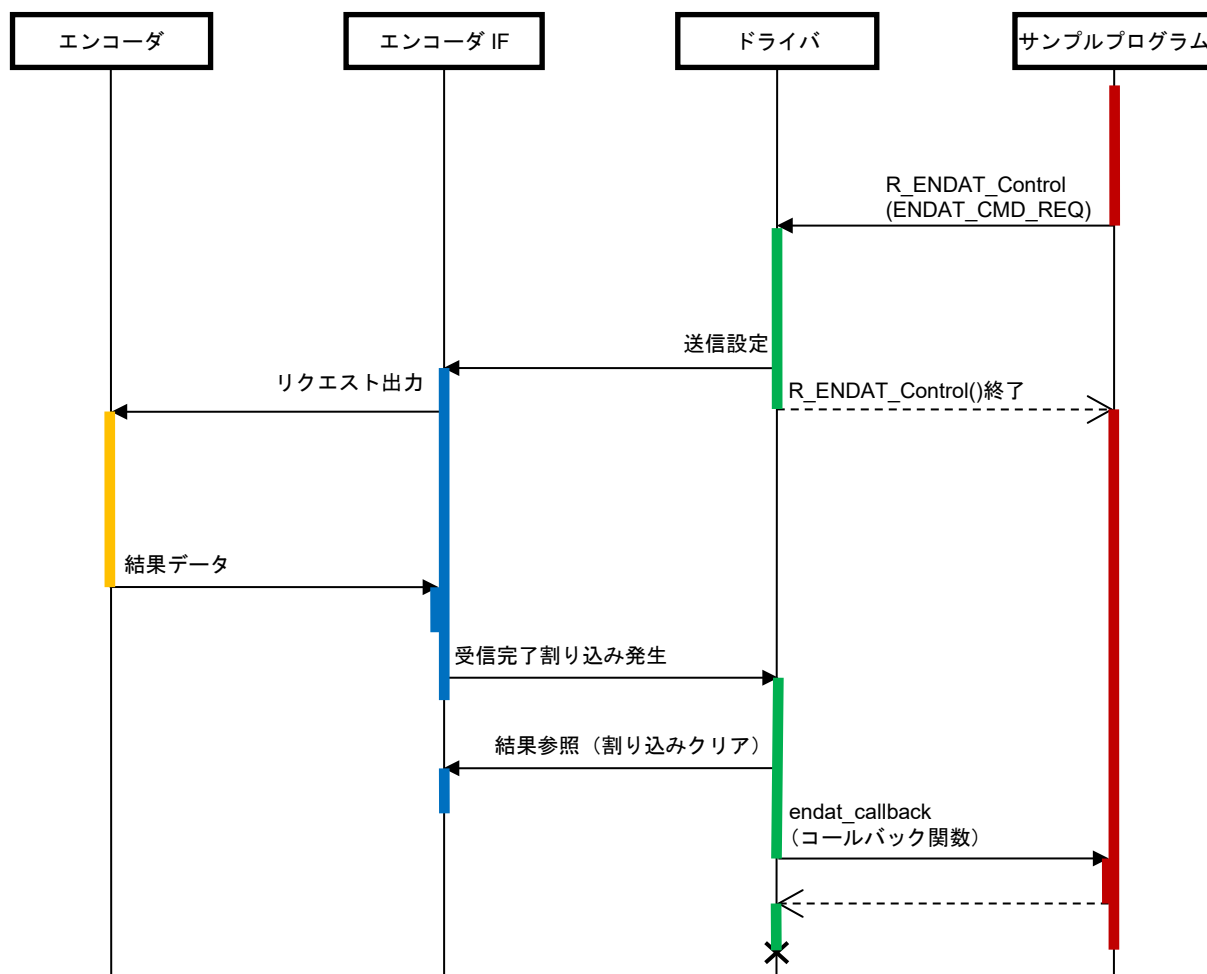 エンコーダ
エンコーダ IF
ドライバ
サンプルプログラム
R_ENDAT_Control
(ENDAT_CMD_REQ)
送信設定
リクエスト出力
R_ENDAT_Control()終了
結果データ
受信完了割り込み発生
結果参照（割り込みクリア）
endat_callback
（コールバック関数）